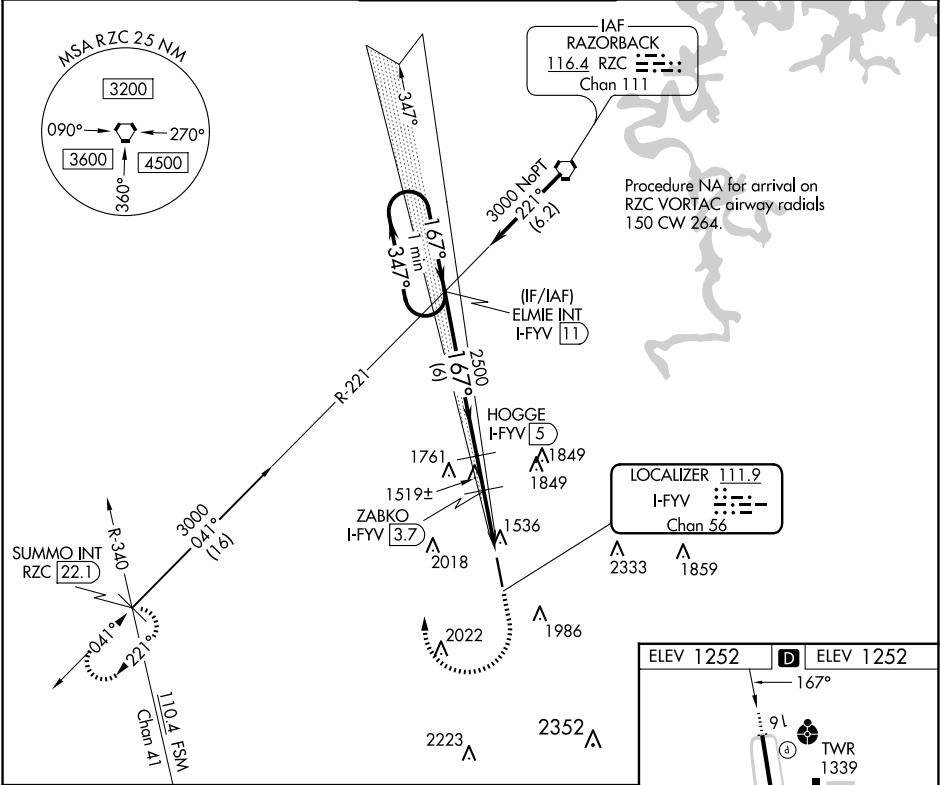 MSA RZC 25 NM
3200
090°
270°
3600
4500
360°
347°
IAF
RAZORBACK
116.4 RZC
Chan 111
3000 NoPT
221°
(6.2)
Procedure NA for arrival on
RZC VORTAC airway radials
150 CW 264.
167°
1 min
347°
(IF/IAF)
ELMIE INT
I-FYV 11
2500
167°
(6)
R-221
HOGGE
I-FYV 5
1761
1849
1849
1519±
ZABKO
I-FYV 3.7
1536
2018
LOCALIZER 111.9
I-FYV
Chan 56
2333
1859
3000
041°
(16)
R-340
SUMMO INT
RZC 22.1
041°
221°
110.4 FSM
Chan 41
2022
1986
2223
2352
ELEV 1252
D
ELEV 1252
167°
16
P
TWR
1339